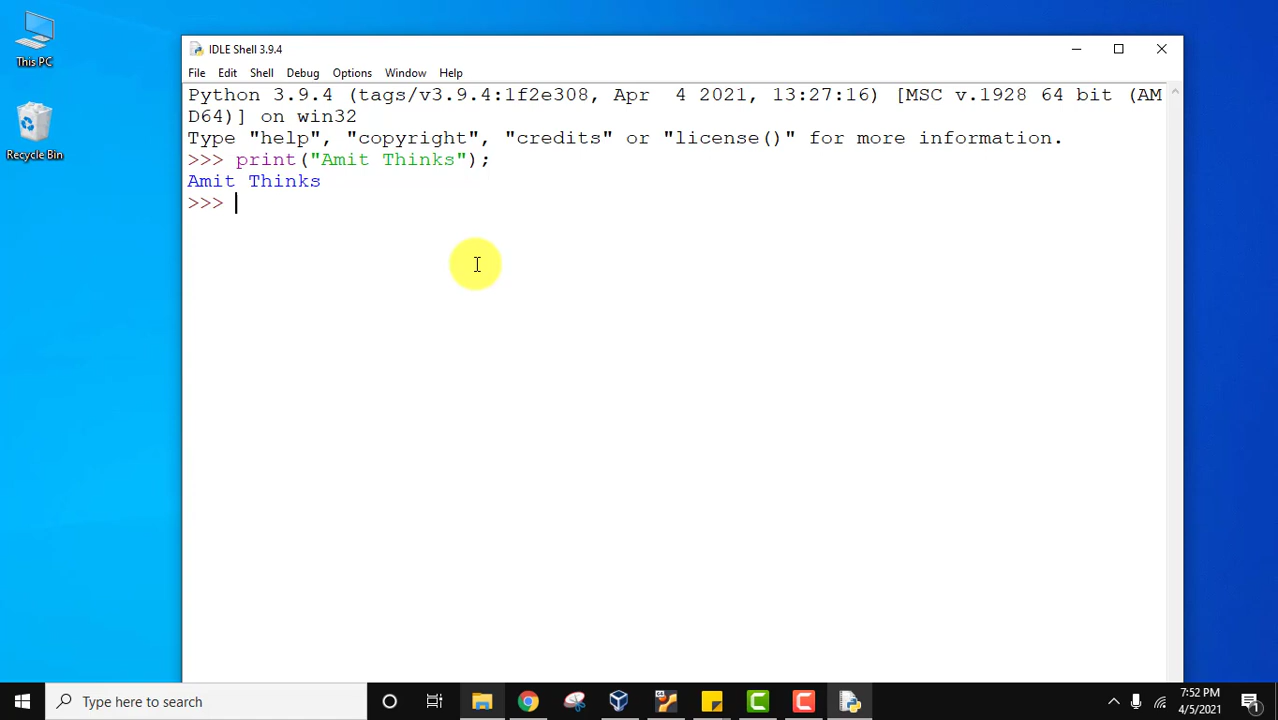 This PC
Recycle Bin
IDLE Shell 3.9.4
File Edit Shell Debug Options Window Help
Python 3.9.4 (tags/v3.9.4:1f2e308, Apr  4 2021, 13:27:16) [MSC v.1928 64 bit (AM
D64)] on win32
Type "help", "copyright", "credits" or "license()" for more information.
>>> print("Amit Thinks");
Amit Thinks
>>>
Type here to search
7:52 PM
4/5/2021
1